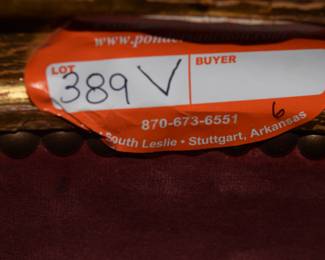 www.ponde
LOT 389 V BUYER
870-673-6551
6
South Leslie • Stuttgart, Arkansas